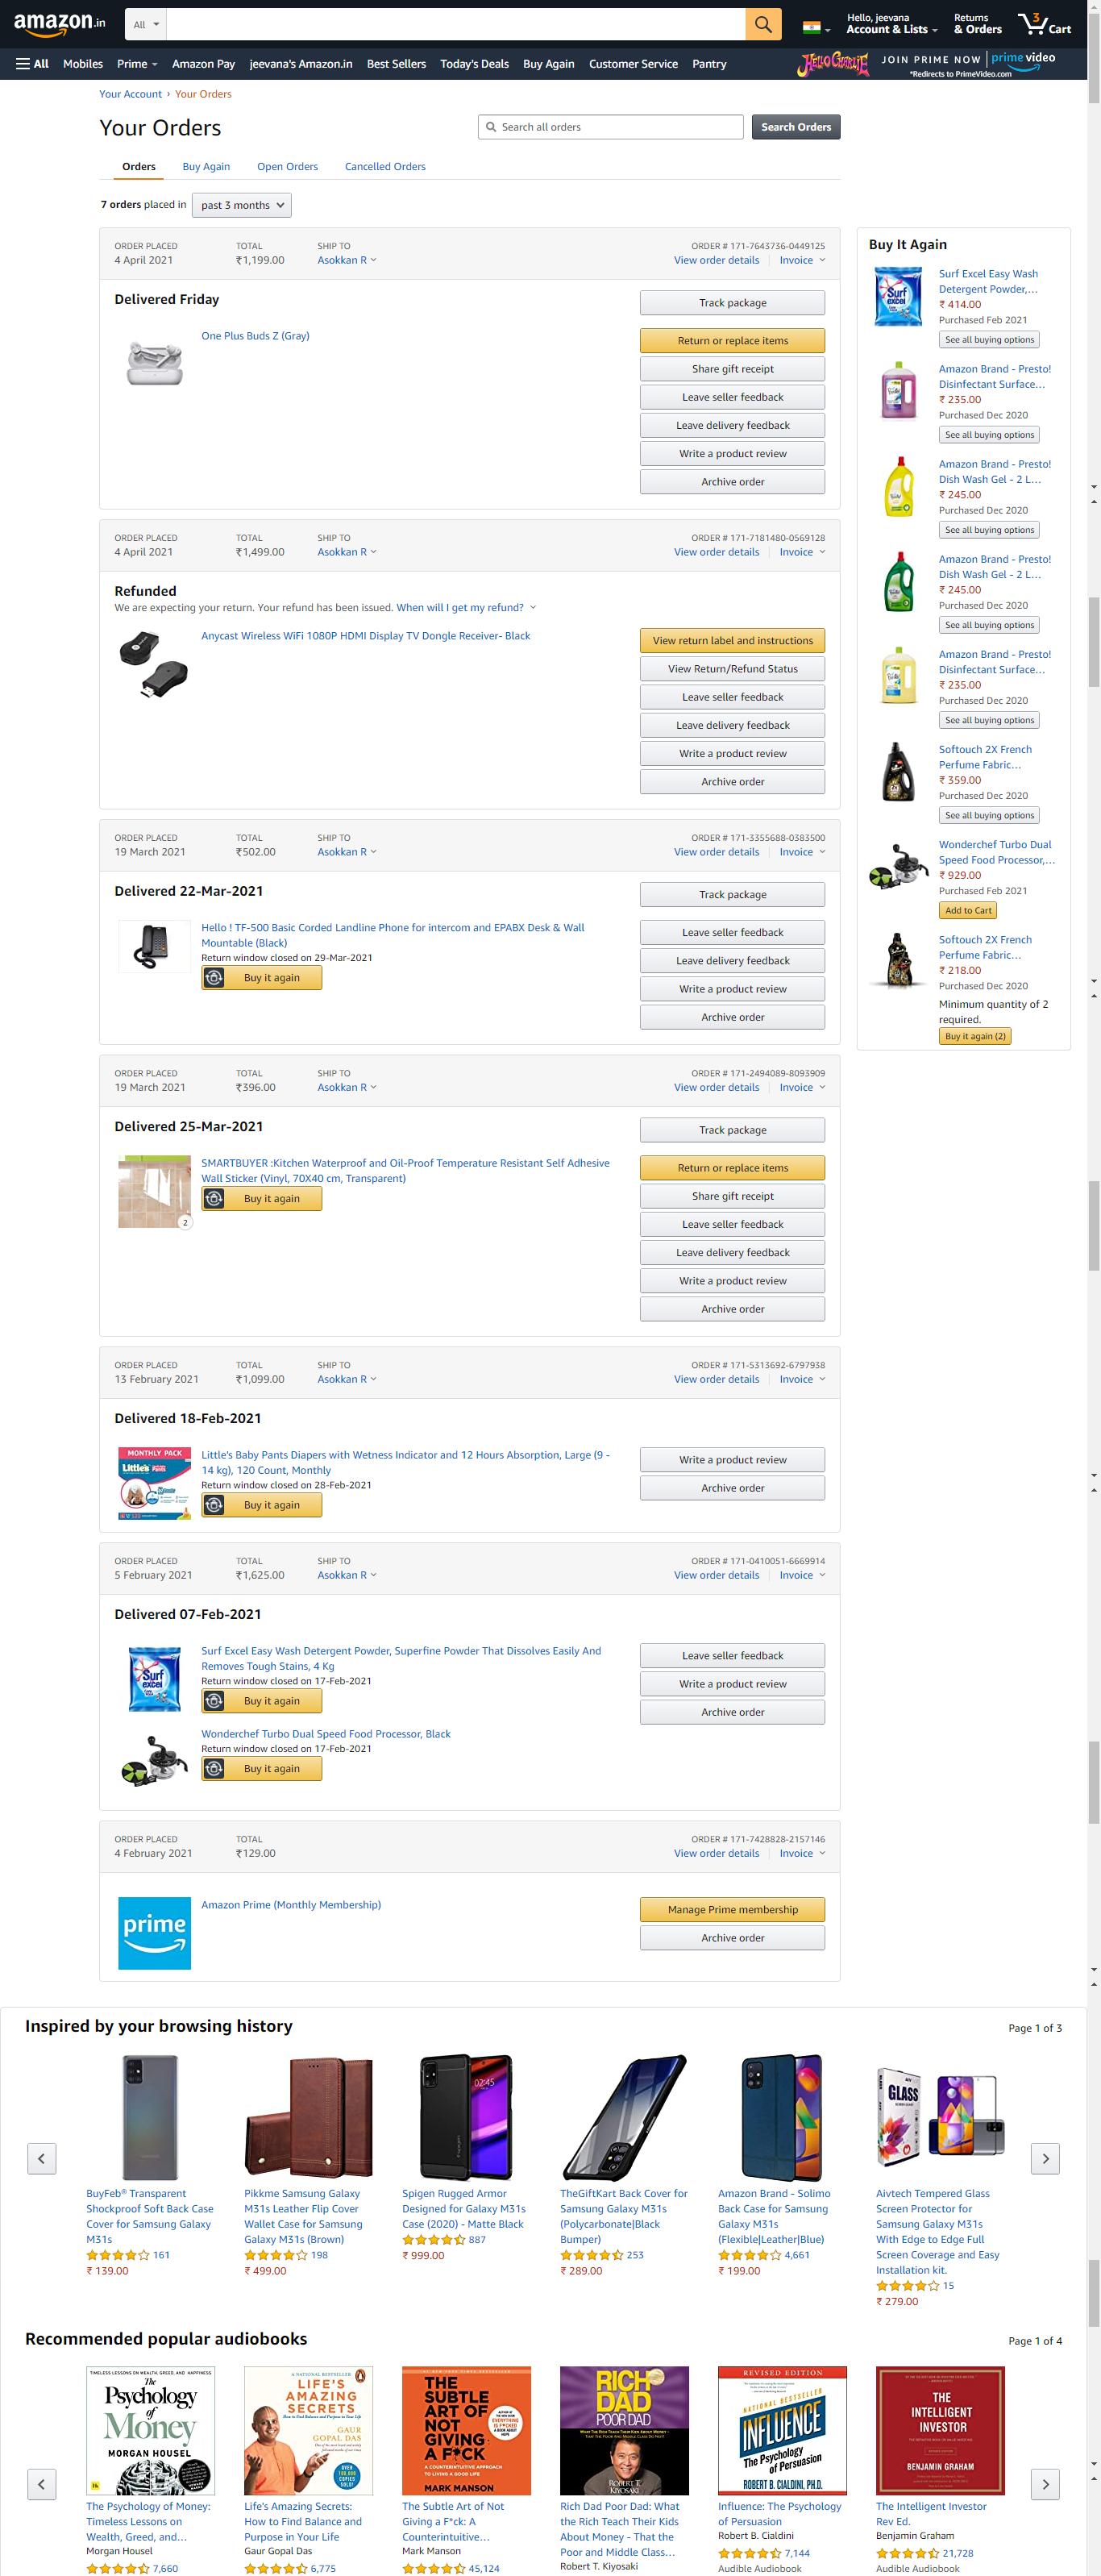 amazon.in
All
Hello, jeevana
Account & Lists
Returns
& Orders
3
Cart
All
Mobiles
Prime
Amazon Pay
jeevana's Amazon.in
Best Sellers
Today's Deals
Buy Again
Customer Service
Pantry
HELLO CHARLIE
JOIN PRIME NOW
prime video
*Redirects to PrimeVideo.com
Your Account › Your Orders
Your Orders
Search all orders
Search Orders
Orders
Buy Again
Open Orders
Cancelled Orders
7 orders placed in
past 3 months
ORDER PLACED
4 April 2021
TOTAL
₹1,199.00
SHIP TO
Asokkan R
ORDER # 171-7643736-0449125
View order details
Invoice
Delivered Friday
One Plus Buds Z (Gray)
Track package
Return or replace items
Share gift receipt
Leave seller feedback
Leave delivery feedback
Write a product review
Archive order
ORDER PLACED
4 April 2021
TOTAL
₹1,499.00
SHIP TO
Asokkan R
ORDER # 171-7181480-0569128
View order details
Invoice
Refunded
We are expecting your return. Your refund has been issued. When will I get my refund?
Anycast Wireless WiFi 1080P HDMI Display TV Dongle Receiver- Black
View return label and instructions
View Return/Refund Status
Leave seller feedback
Leave delivery feedback
Write a product review
Archive order
ORDER PLACED
19 March 2021
TOTAL
₹502.00
SHIP TO
Asokkan R
ORDER # 171-3355688-0383500
View order details
Invoice
Delivered 22-Mar-2021
Hello ! TF-500 Basic Corded Landline Phone for intercom and EPABX Desk & Wall
Mountable (Black)
Return window closed on 29-Mar-2021
Buy it again
Track package
Leave seller feedback
Leave delivery feedback
Write a product review
Archive order
ORDER PLACED
19 March 2021
TOTAL
₹396.00
SHIP TO
Asokkan R
ORDER # 171-2494089-8093909
View order details
Invoice
Delivered 25-Mar-2021
SMARTBUYER :Kitchen Waterproof and Oil-Proof Temperature Resistant Self Adhesive
Wall Sticker (Vinyl, 70X40 cm, Transparent)
Buy it again
2
Track package
Return or replace items
Share gift receipt
Leave seller feedback
Leave delivery feedback
Write a product review
Archive order
ORDER PLACED
13 February 2021
TOTAL
₹1,099.00
SHIP TO
Asokkan R
ORDER # 171-5313692-6797938
View order details
Invoice
Delivered 18-Feb-2021
MONTHLY PACK
Little's
Little's Baby Pants Diapers with Wetness Indicator and 12 Hours Absorption, Large (9 -
14 kg), 120 Count, Monthly
Return window closed on 28-Feb-2021
Buy it again
Write a product review
Archive order
ORDER PLACED
5 February 2021
TOTAL
₹1,625.00
SHIP TO
Asokkan R
ORDER # 171-0410051-6669914
View order details
Invoice
Delivered 07-Feb-2021
Surf excel
Surf Excel Easy Wash Detergent Powder, Superfine Powder That Dissolves Easily And
Removes Tough Stains, 4 Kg
Return window closed on 17-Feb-2021
Buy it again
Wonderchef Turbo Dual Speed Food Processor, Black
Return window closed on 17-Feb-2021
Buy it again
Leave seller feedback
Write a product review
Archive order
ORDER PLACED
4 February 2021
TOTAL
₹129.00
ORDER # 171-7428828-2157146
View order details
Invoice
prime
Amazon Prime (Monthly Membership)
Manage Prime membership
Archive order
Buy It Again
Surf excel
Surf Excel Easy Wash
Detergent Powder,...
₹ 414.00
Purchased Feb 2021
See all buying options
Amazon Brand - Presto!
Disinfectant Surface...
₹ 235.00
Purchased Dec 2020
See all buying options
Amazon Brand - Presto!
Dish Wash Gel - 2 L...
₹ 245.00
Purchased Dec 2020
See all buying options
Amazon Brand - Presto!
Dish Wash Gel - 2 L...
₹ 245.00
Purchased Dec 2020
See all buying options
Amazon Brand - Presto!
Disinfectant Surface...
₹ 235.00
Purchased Dec 2020
See all buying options
Softouch 2X French
Perfume Fabric...
₹ 359.00
Purchased Dec 2020
See all buying options
Wonderchef Turbo Dual
Speed Food Processor,...
₹ 929.00
Purchased Feb 2021
Add to Cart
Softouch 2X French
Perfume Fabric...
₹ 218.00
Purchased Dec 2020
Minimum quantity of 2
required.
Buy it again (2)
Inspired by your browsing history
Page 1 of 3
02:45
GLASS
BuyFeb® Transparent
Shockproof Soft Back Case
Cover for Samsung Galaxy
M31s
161
₹ 139.00
Pikkme Samsung Galaxy
M31s Leather Flip Cover
Wallet Case for Samsung
Galaxy M31s (Brown)
198
₹ 499.00
Spigen Rugged Armor
Designed for Galaxy M31s
Case (2020) - Matte Black
887
₹ 999.00
TheGiftKart Back Cover for
Samsung Galaxy M31s
(Polycarbonate|Black
Bumper)
253
₹ 289.00
Amazon Brand - Solimo
Back Case for Samsung
Galaxy M31s
(Flexible|Leather|Blue)
4,661
₹ 199.00
Aivtech Tempered Glass
Screen Protector for
Samsung Galaxy M31s
With Edge to Edge Full
Screen Coverage and Easy
Installation kit.
15
₹ 279.00
Recommended popular audiobooks
Page 1 of 4
TIMELESS LESSONS ON WEALTH, GREED, AND HAPPINESS
The
Psychology
of
Money
MORGAN HOUSEL
The Psychology of Money:
Timeless Lessons on
Wealth, Greed, and...
Morgan Housel
7,660
A NATIONAL BESTSELLER
LIFE'S
AMAZING
SECRETS
How to Find Balance and Purpose in Your Life
GAUR
GOPAL DAS
Life's Amazing Secrets:
How to Find Balance and
Purpose in Your Life
Gaur Gopal Das
6,775
THE
SUBTLE
ART OF
NOT
GIVING
A F*CK
A COUNTERINTUITIVE APPROACH
TO LIVING A GOOD LIFE
MARK MANSON
The Subtle Art of Not
Giving a F*ck: A
Counterintuitive...
Mark Manson
45,124
RICH
DAD
POOR DAD
ROBERT T.
KIYOSAKI
Rich Dad Poor Dad: What
the Rich Teach Their Kids
About Money - That the
Poor and Middle Class...
Robert T. Kiyosaki
REVISED EDITION
NATIONAL BESTSELLER
INFLUENCE
The Psychology
of Persuasion
ROBERT B. CIALDINI, PH.D.
Influence: The Psychology
of Persuasion
Robert B. Cialdini
7,144
Audible Audiobook
THE
INTELLIGENT
INVESTOR
BENJAMIN GRAHAM
The Intelligent Investor
Rev Ed.
Benjamin Graham
21,728
Audible Audiobook